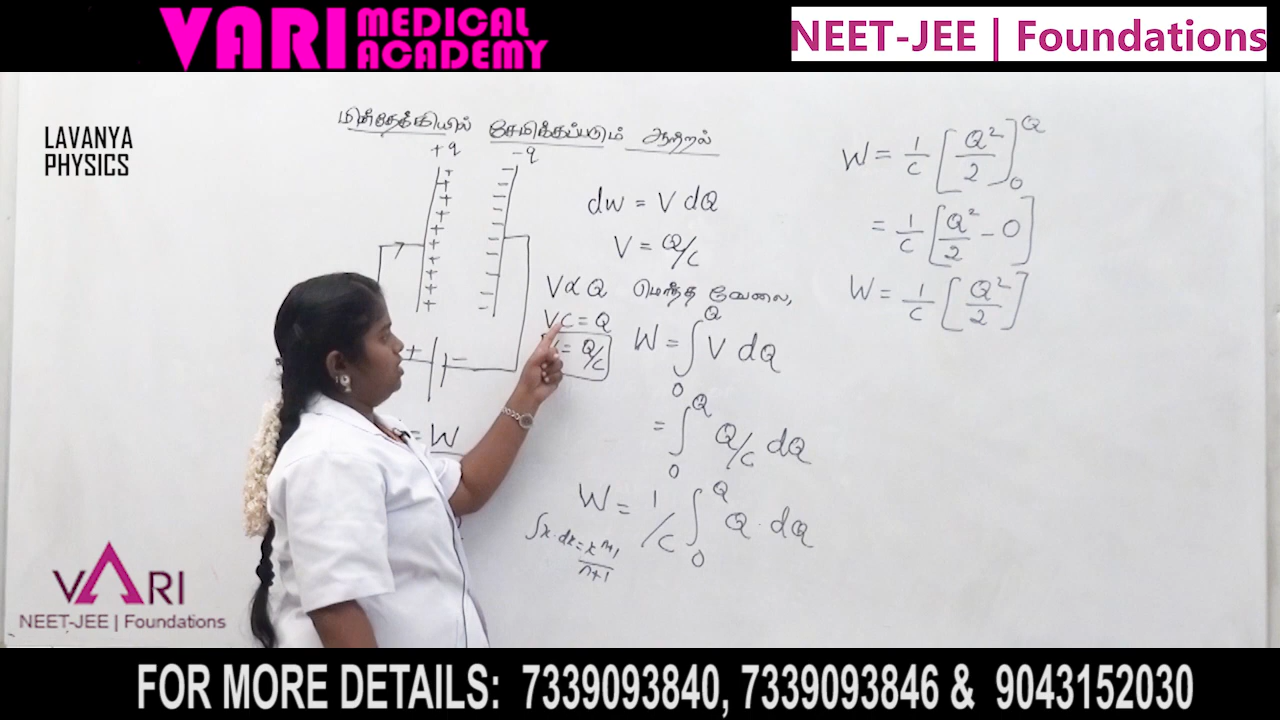 VARI MEDICAL ACADEMY
NEET-JEE | Foundations
LAVANYA
PHYSICS
மின்தேக்கியில் சேமிக்கப்படும் ஆற்றல்
+q -q
dw = V dQ
V = Q/C
V ∝ Q
VC = Q
= Q/C
+ -
= W
மொத்த வேலை,
W = ∫₀^Q V dQ
= ∫₀^Q Q/C dQ
W = 1/C ∫₀^Q Q · dQ
∫x·dx = x^n+1/n+1
W = 1/C [Q²/2]₀^Q
= 1/C [Q²/2 - 0]
W = 1/C [Q²/2]
VARI
NEET-JEE | Foundations
FOR MORE DETAILS: 7339093840, 7339093846 & 9043152030